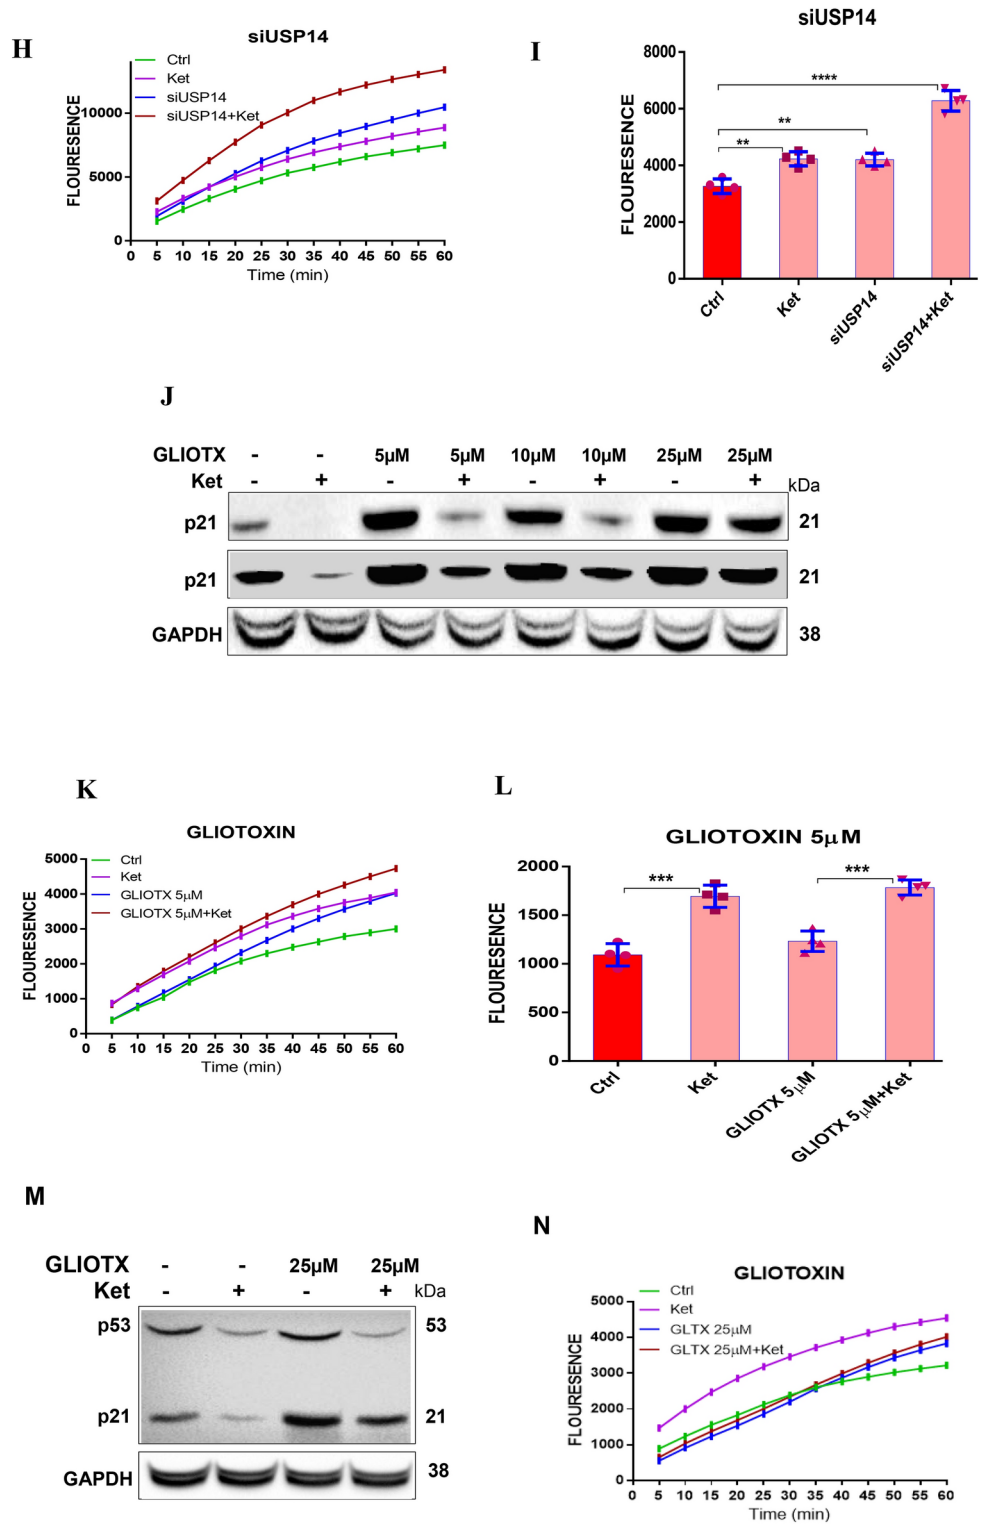 H
siUSP14
Ctrl
Ket
siUSP14
siUSP14+Ket
FLOURESENCE
10000
5000
0
0 5 10 15 20 25 30 35 40 45 50 55 60
Time (min)
I
siUSP14
FLOURESENCE
8000
6000
4000
2000
0
****
**
**
Ctrl
Ket
siUSP14
siUSP14+Ket
J
GLIOTX - - 5µM 5µM 10µM 10µM 25µM 25µM
Ket - + - + - + - + kDa
p21 21
p21 21
GAPDH 38
K
GLIOTOXIN
Ctrl
Ket
GLIOTX 5µM
GLIOTX 5µM+Ket
FLOURESENCE
5000
4000
3000
2000
1000
0
0 5 10 15 20 25 30 35 40 45 50 55 60
Time (min)
L
GLIOTOXIN 5µM
FLOURESENCE
2000
1500
1000
500
0
***
***
Ctrl
Ket
GLIOTX 5µM
GLIOTX 5µM+Ket
M
GLIOTX - - 25µM 25µM
Ket - + - + kDa
p53 53
p21 21
GAPDH 38
N
GLIOTOXIN
Ctrl
Ket
GLTX 25µM
GLTX 25µM+Ket
FLOURESENCE
5000
4000
3000
2000
1000
0
0 5 10 15 20 25 30 35 40 45 50 55 60
Time (min)